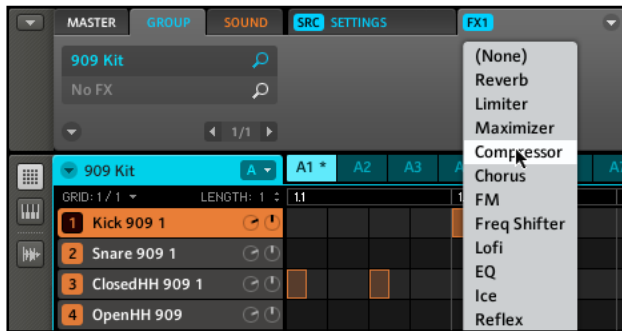 MASTER GROUP SOUND SRC SETTINGS FX1
909 Kit
No FX
1/1
(None)
Reverb
Limiter
Maximizer
Compressor
Chorus
FM
Freq Shifter
Lofi
EQ
Ice
Reflex
909 Kit A A1 * A2 A3
GRID: 1 / 1 LENGTH: 1 1.1
1 Kick 909 1
2 Snare 909 1
3 ClosedHH 909 1
4 OpenHH 909